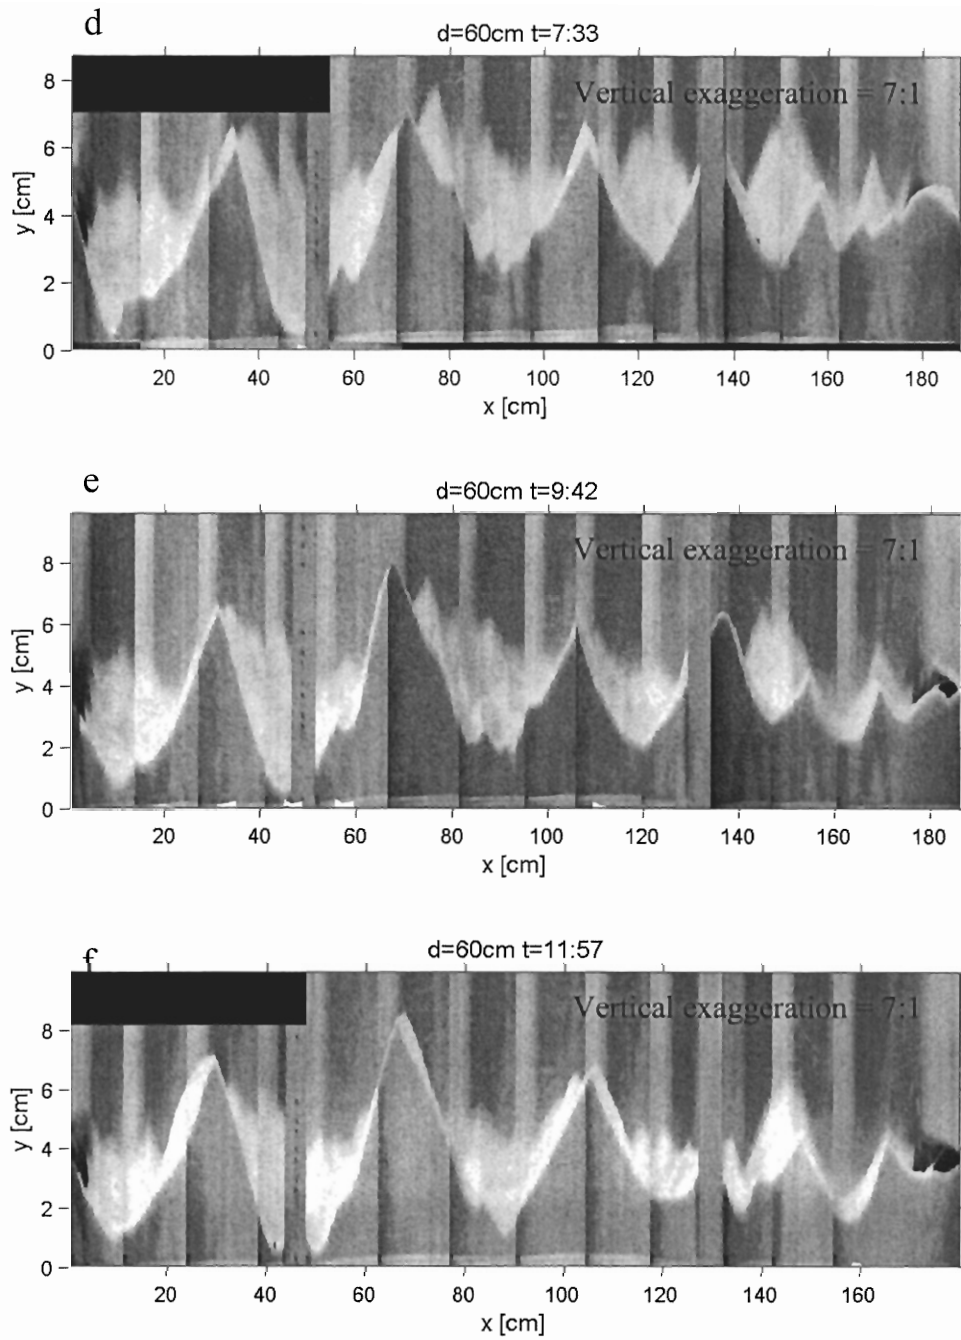 d
d=60cm t=7:33
Vertical exaggeration = 7:1
8
6
4
2
0
y [cm]
20 40 60 80 100 120 140 160 180
x [cm]
e
d=60cm t=9:42
Vertical exaggeration = 7:1
8
6
4
2
0
y [cm]
20 40 60 80 100 120 140 160 180
x [cm]
f
d=60cm t=11:57
Vertical exaggeration = 7:1
8
6
4
2
0
y [cm]
20 40 60 80 100 120 140 160
x [cm]